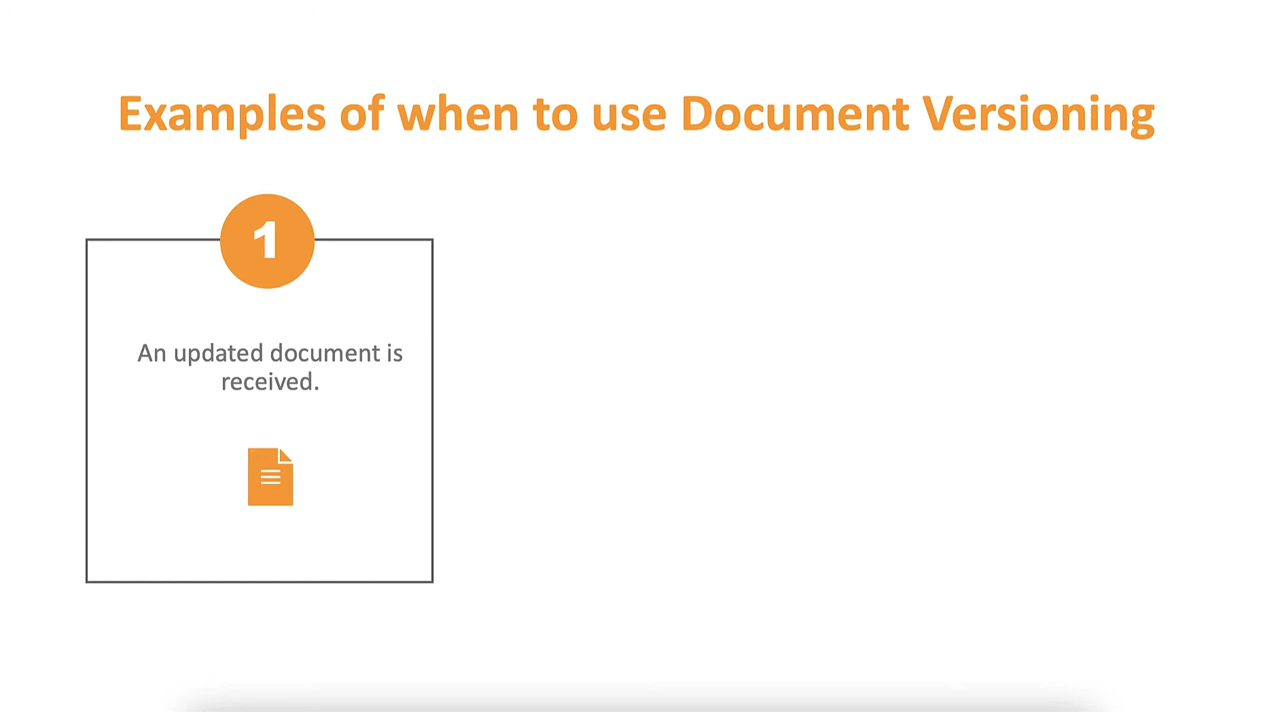 Examples of when to use Document Versioning
1
An updated document is
received.